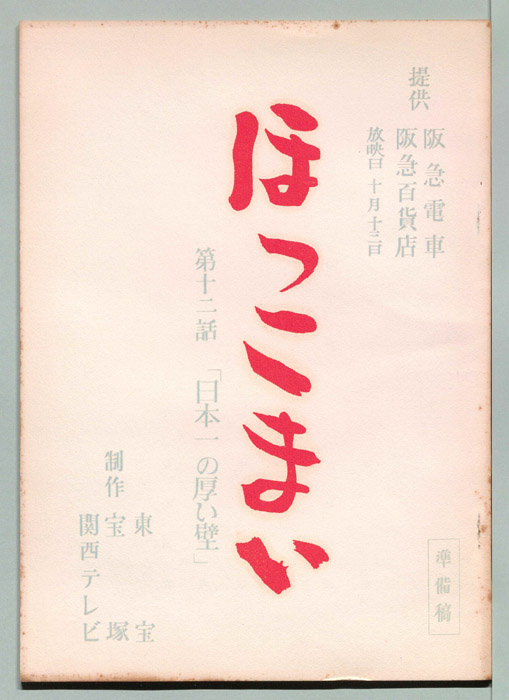 提供
阪急電車
阪急百貨店
放映日 十月十三日
ほっこまい
第十二話 「日本一の厚い壁」
制作
東宝
宝塚
関西テレビ
準備稿